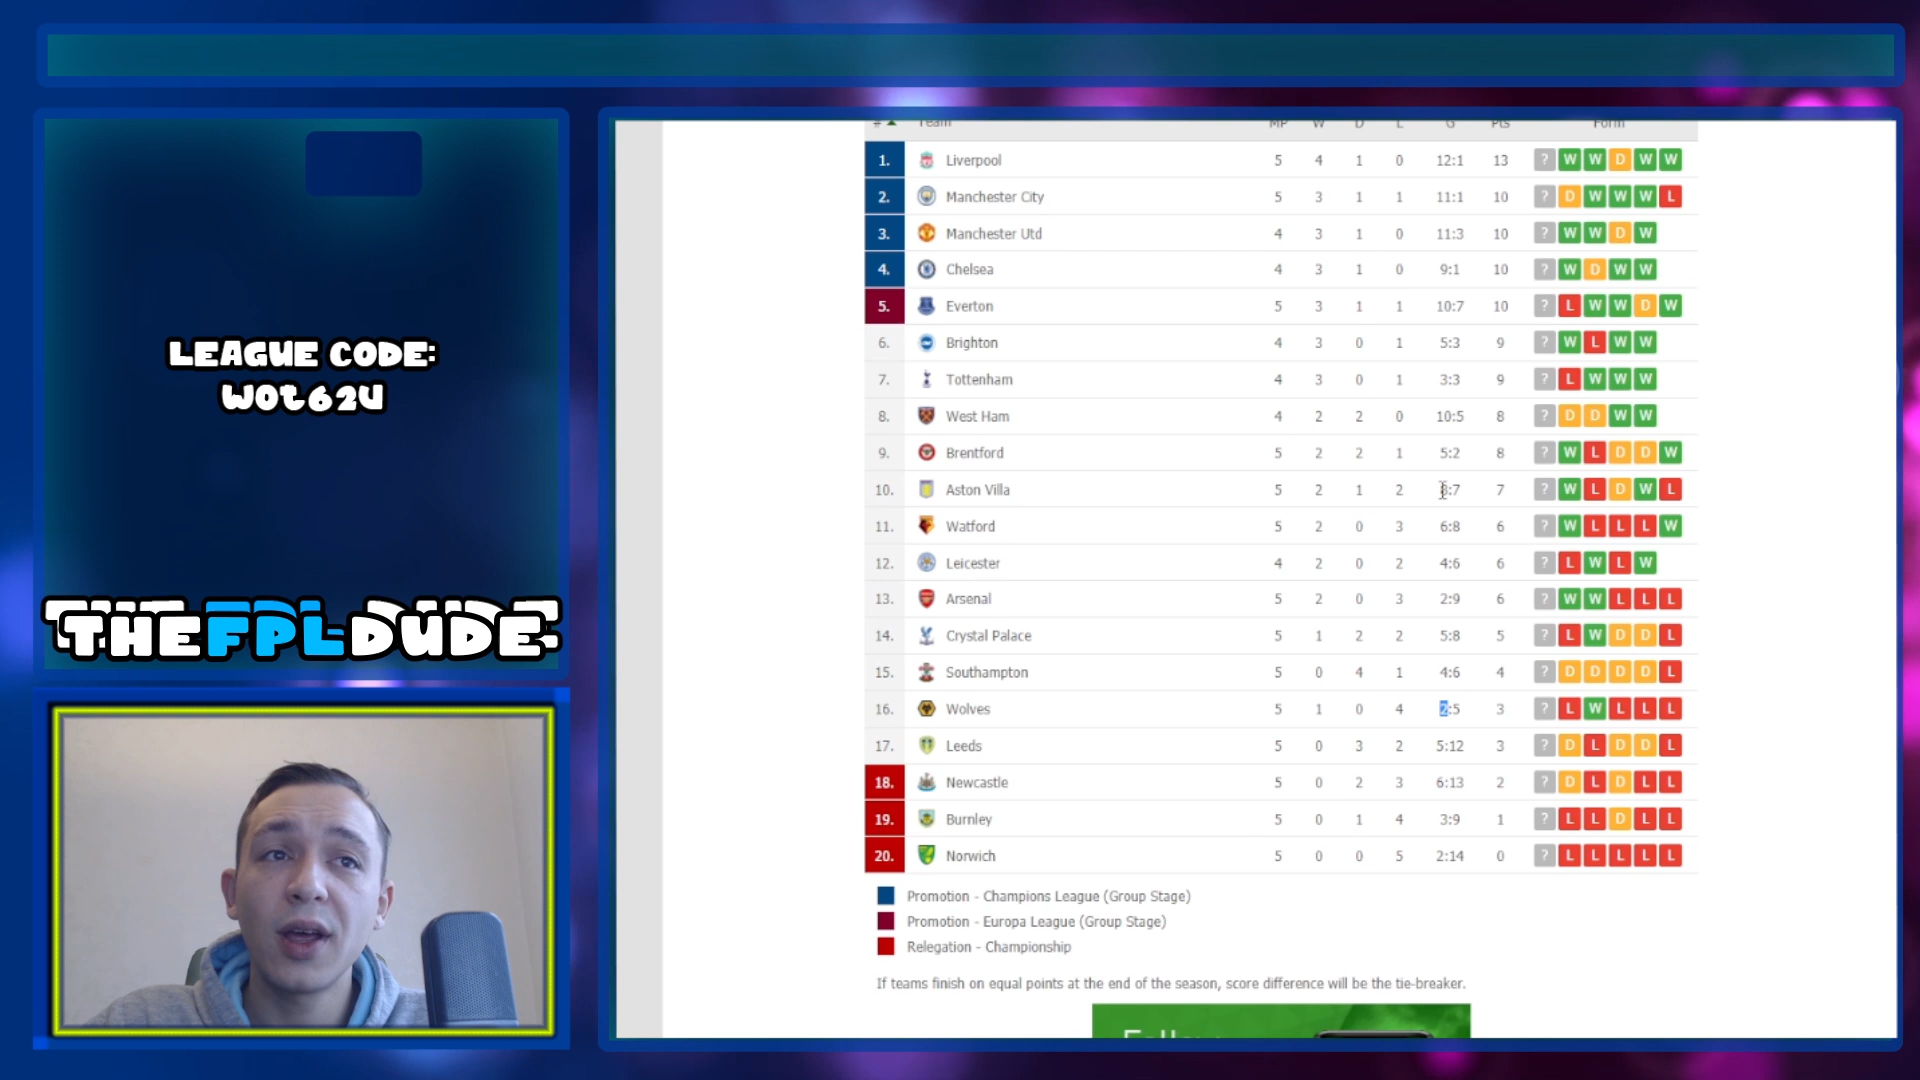 LEAGUE CODE:
WOt62U
THEFPLDUDE
# Team MP W D L G Pts Form
1. Liverpool 5 4 1 0 12:1 13 ? W W D W W
2. Manchester City 5 3 1 1 11:1 10 ? D W W W L
3. Manchester Utd 4 3 1 0 11:3 10 ? W W D W
4. Chelsea 4 3 1 0 9:1 10 ? W D W W
5. Everton 5 3 1 1 10:7 10 ? L W W D W
6. Brighton 4 3 0 1 5:3 9 ? W L W W
7. Tottenham 4 3 0 1 3:3 9 ? L W W W
8. West Ham 4 2 2 0 10:5 8 ? D D W W
9. Brentford 5 2 2 1 5:2 8 ? W L D D W
10. Aston Villa 5 2 1 2 :7 7 ? W L D W L
11. Watford 5 2 0 3 6:8 6 ? W L L L W
12. Leicester 4 2 0 2 4:6 6 ? L W L W
13. Arsenal 5 2 0 3 2:9 6 ? W W L L L
14. Crystal Palace 5 1 2 2 5:8 5 ? L W D D L
15. Southampton 5 0 4 1 4:6 4 ? D D D D L
16. Wolves 5 1 0 4 2:5 3 ? L W L L L
17. Leeds 5 0 3 2 5:12 3 ? D L D D L
18. Newcastle 5 0 2 3 6:13 2 ? D L D L L
19. Burnley 5 0 1 4 3:9 1 ? L L D L L
20. Norwich 5 0 0 5 2:14 0 ? L L L L L
Promotion - Champions League (Group Stage)
Promotion - Europa League (Group Stage)
Relegation - Championship
If teams finish on equal points at the end of the season, score difference will be the tie-breaker.